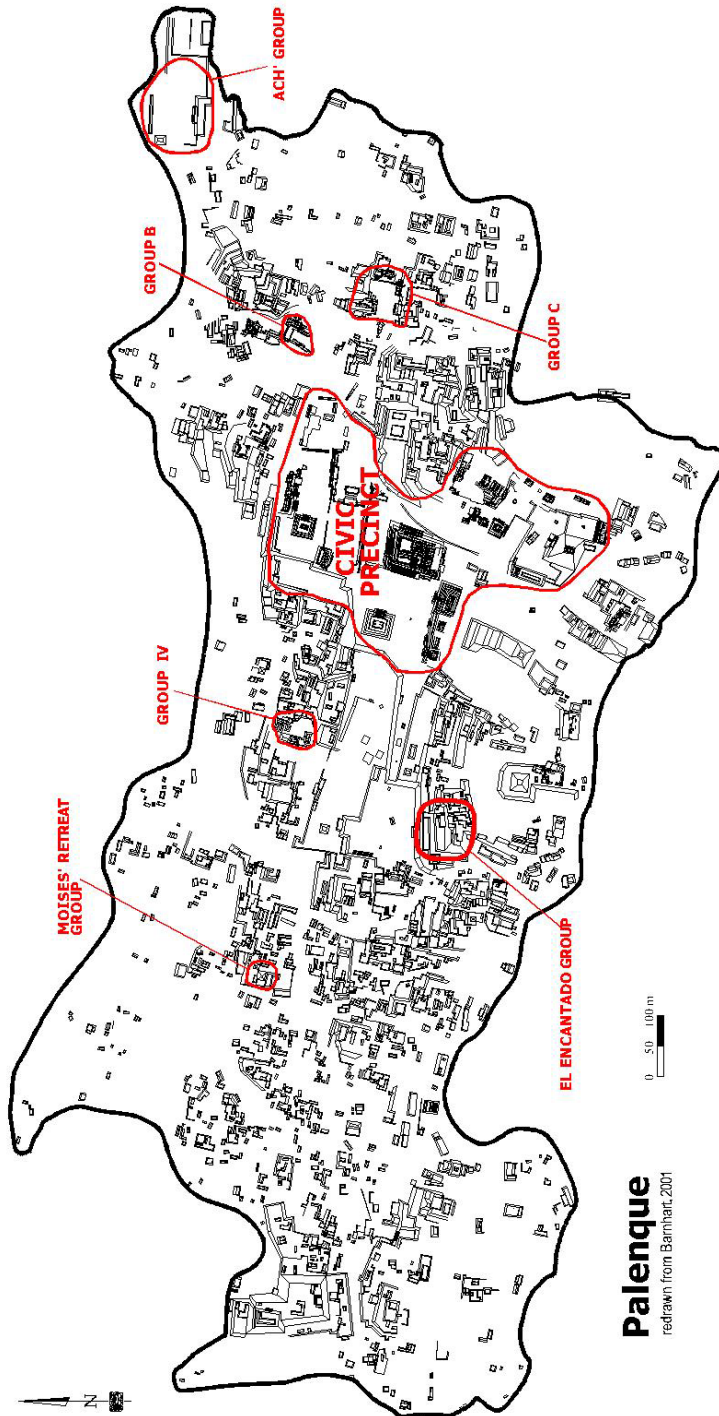 ACH' GROUP
GROUP B
GROUP C
CIVIC
PRECINCT
GROUP IV
MOISES' RETREAT
GROUP
EL ENCANTADO GROUP
0 50 100 m
Palenque
redrawn from Barnhart, 2001
N